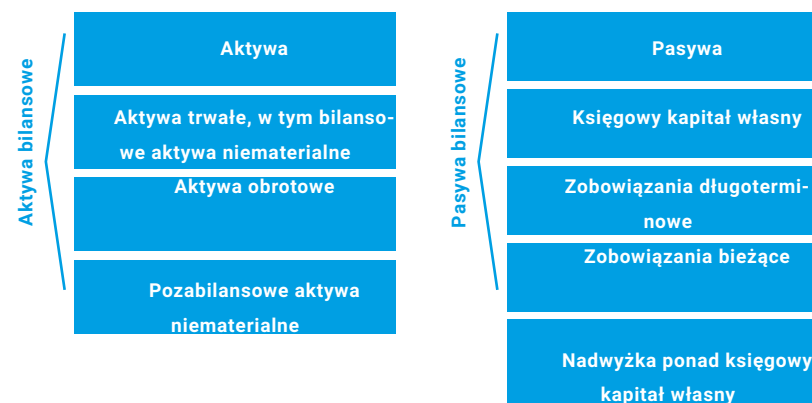 Aktywa bilansowe
Aktywa
Aktywa trwałe, w tym bilanso-
we aktywa niematerialne
Aktywa obrotowe
Pozabilansowe aktywa
niematerialne
Pasywa bilansowe
Pasywa
Księgowy kapitał własny
Zobowiązania długotermi-
nowe
Zobowiązania bieżące
Nadwyżka ponad księgowy
kapitał własny